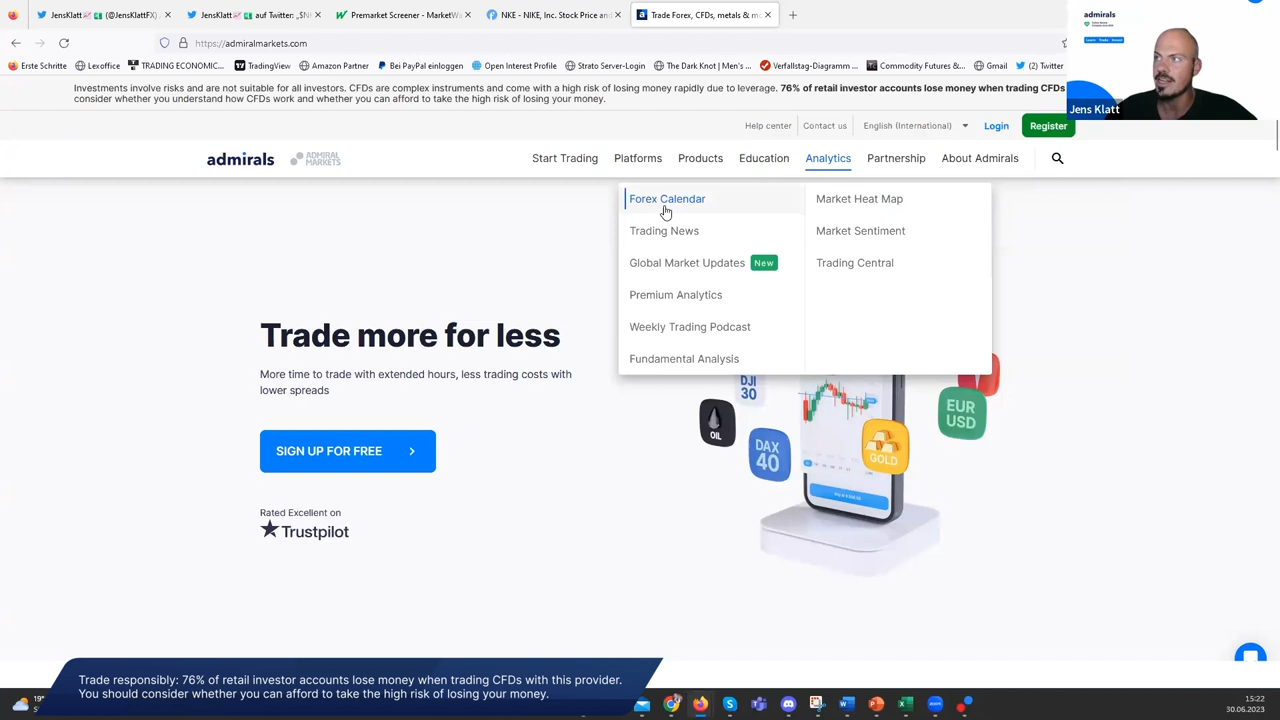 JensKlatt📈💵 (@JensKlattFX)
JensKlatt📈💵 auf Twitter: „$N
Premarket Screener - MarketW
NKE - NIKE, Inc. Stock Price and
Trade Forex, CFDs, metals & m
https://admiralmarkets.com
Erste Schritte
Lexoffice
TRADING ECONOMIC...
TradingView
Amazon Partner
Bei PayPal einloggen
Open Interest Profile
Strato Server-Login
The Dark Knot | Men's ...
Verfallstag-Diagramm ...
Commodity Futures &...
Gmail
(2) Twitter
admirals
Jens Klatt
Investments involve risks and are not suitable for all investors. CFDs are complex instruments and come with a high risk of losing money rapidly due to leverage. 76% of retail investor accounts lose money when trading CFDs
consider whether you understand how CFDs work and whether you can afford to take the high risk of losing your money.
Help center
Contact us
English (International)
Login
Register
admirals
ADMIRAL
MARKETS
Start Trading
Platforms
Products
Education
Analytics
Partnership
About Admirals
Forex Calendar
Trading News
Global Market Updates New
Premium Analytics
Weekly Trading Podcast
Fundamental Analysis
Market Heat Map
Market Sentiment
Trading Central
Trade more for less
More time to trade with extended hours, less trading costs with
lower spreads
SIGN UP FOR FREE
Rated Excellent on
Trustpilot
DJI
30
OIL
DAX
40
GOLD
EUR
USD
Trade responsibly: 76% of retail investor accounts lose money when trading CFDs with this provider.
You should consider whether you can afford to take the high risk of losing your money.
15:22
30.06.2023